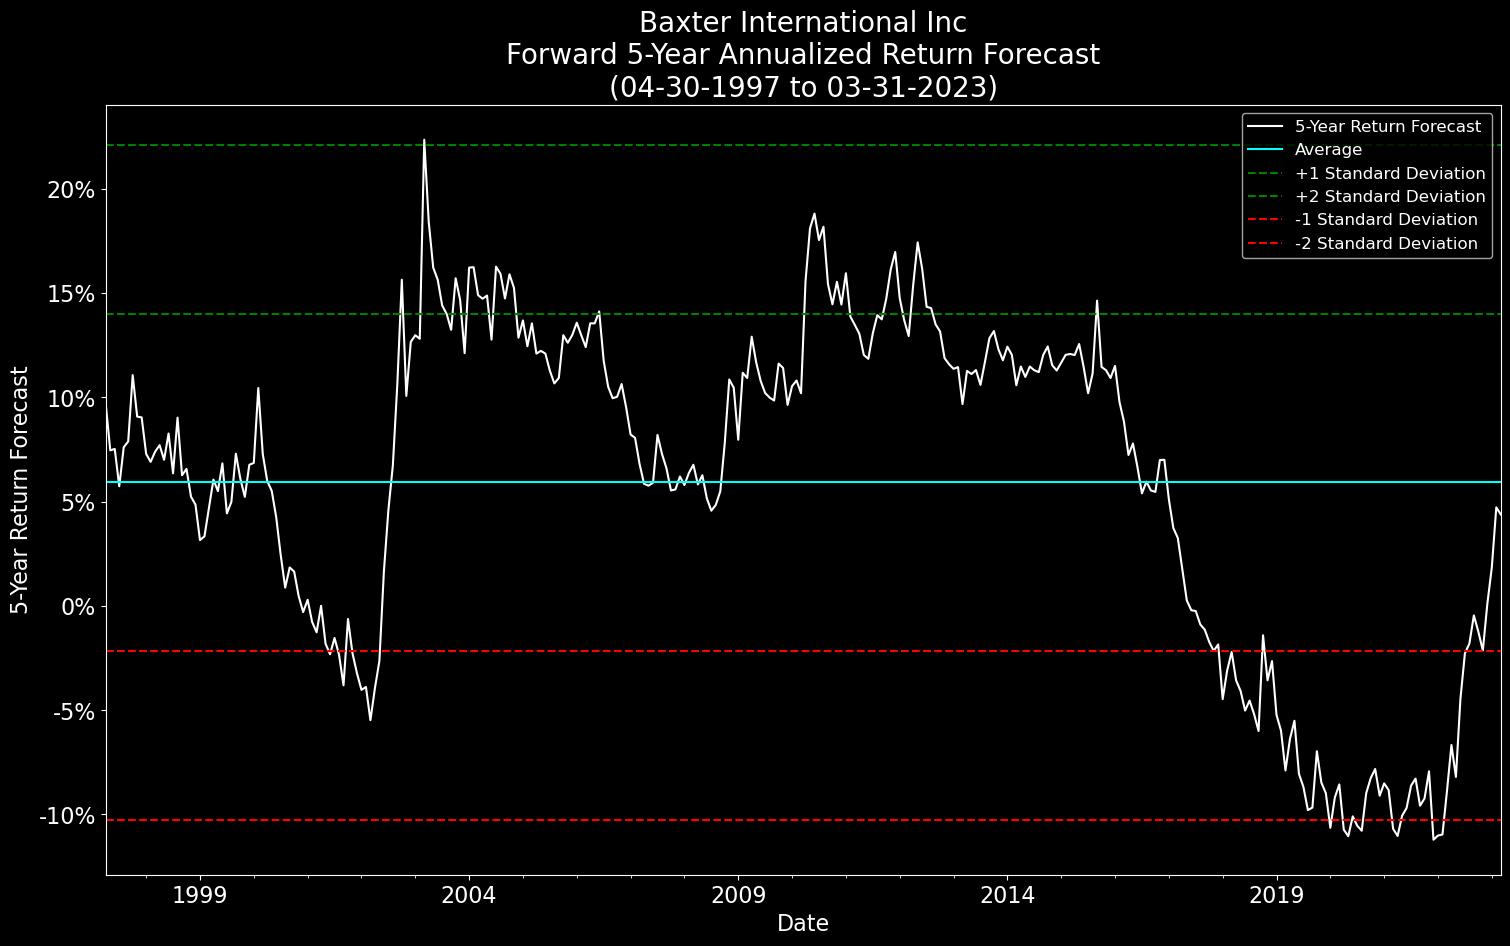 Baxter International Inc
Forward 5-Year Annualized Return Forecast
(04-30-1997 to 03-31-2023)
5-Year Return Forecast
Average
+1 Standard Deviation
+2 Standard Deviation
-1 Standard Deviation
-2 Standard Deviation
20%
15%
10%
5%
0%
-5%
-10%
5-Year Return Forecast
1999
2004
2009
2014
2019
Date